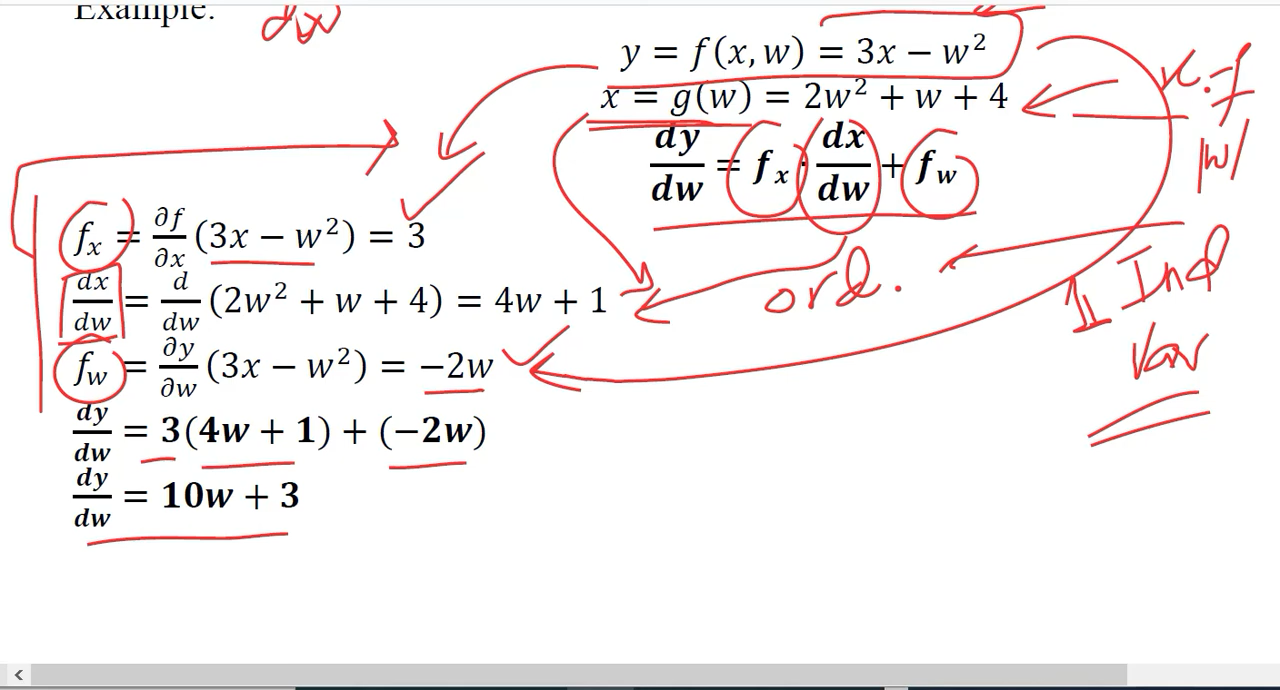 Example:
dw
y = f(x, w) = 3x − w²
x = g(w) = 2w² + w + 4
dy/dw = fₓ · dx/dw + f_w
x = f
|w|
fₓ = ∂f/∂x (3x − w²) = 3
dx/dw = d/dw (2w² + w + 4) = 4w + 1
ord.
Ind
Var
f_w = ∂y/∂w (3x − w²) = −2w
dy/dw = 3(4w + 1) + (−2w)
dy/dw = 10w + 3